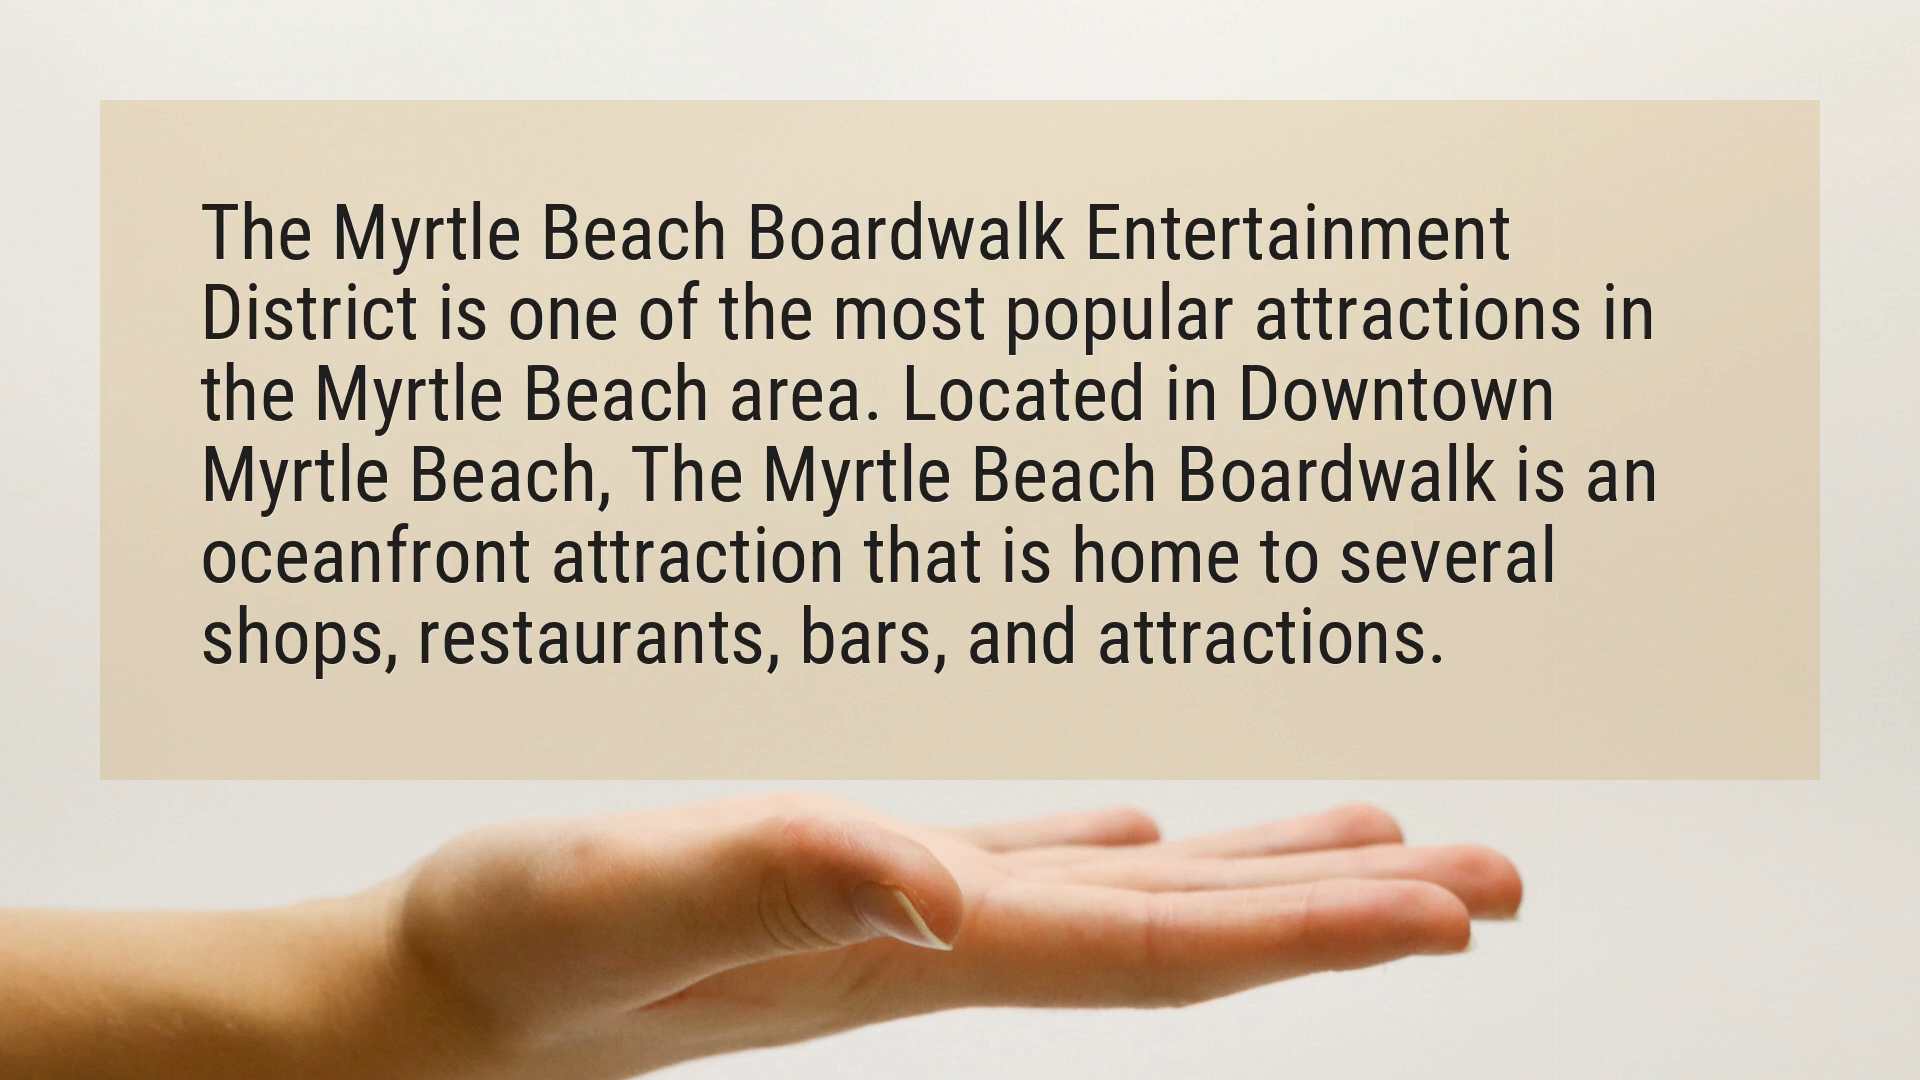 The Myrtle Beach Boardwalk Entertainment
District is one of the most popular attractions in
the Myrtle Beach area. Located in Downtown
Myrtle Beach, The Myrtle Beach Boardwalk is an
oceanfront attraction that is home to several
shops, restaurants, bars, and attractions.